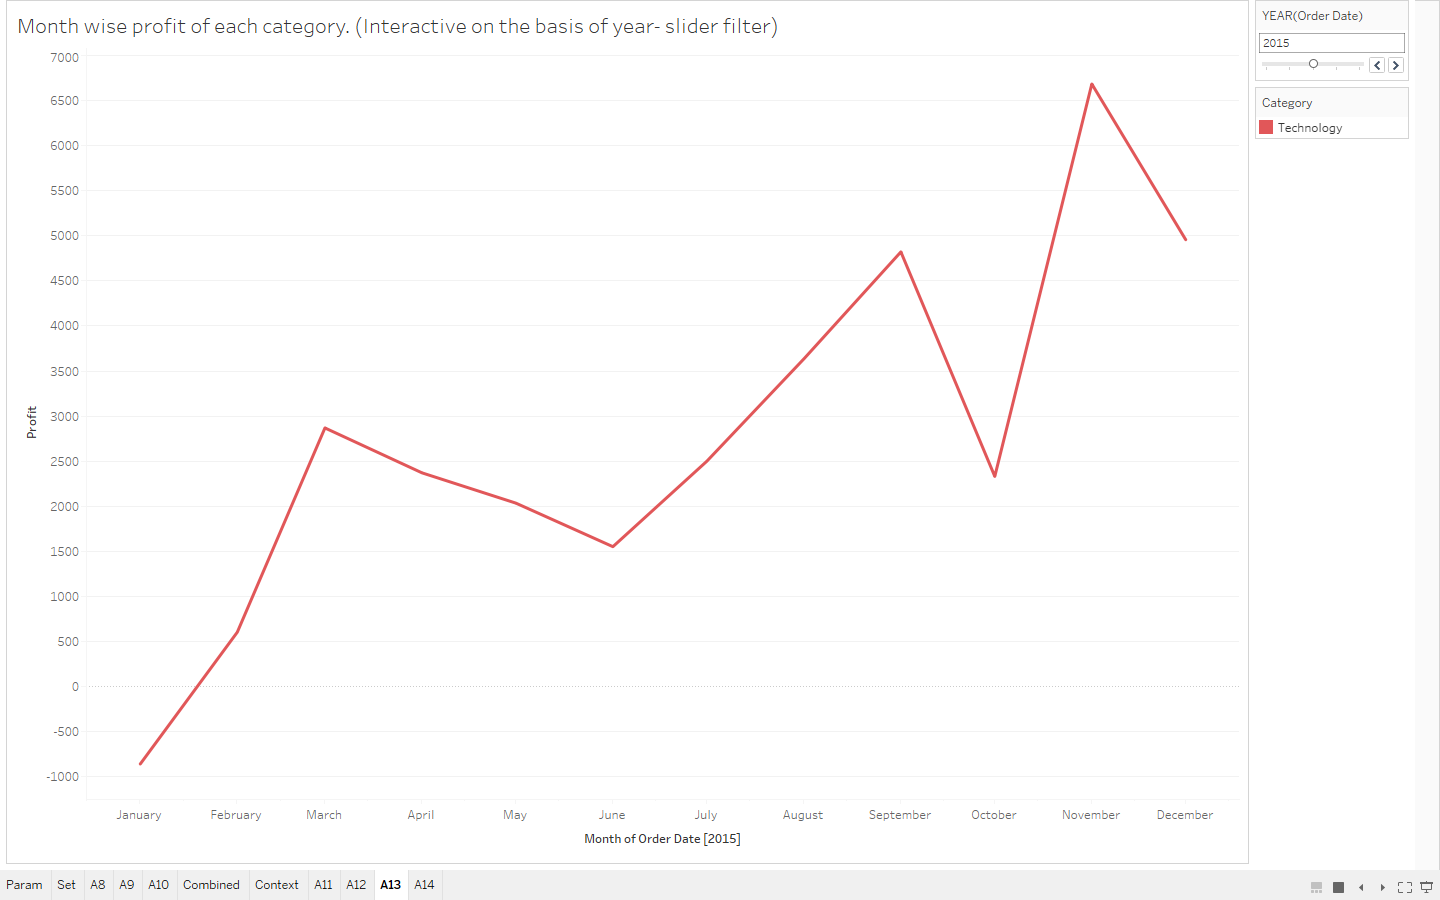 Month wise profit of each category. (Interactive on the basis of year- slider filter)
7000
6500
6000
5500
5000
4500
4000
3500
3000
2500
2000
1500
1000
500
0
-500
-1000
Profit
January February March April May June July August September October November December
Month of Order Date [2015]
YEAR(Order Date)
2015
Category
Technology
Param Set A8 A9 A10 Combined Context A11 A12 A13 A14